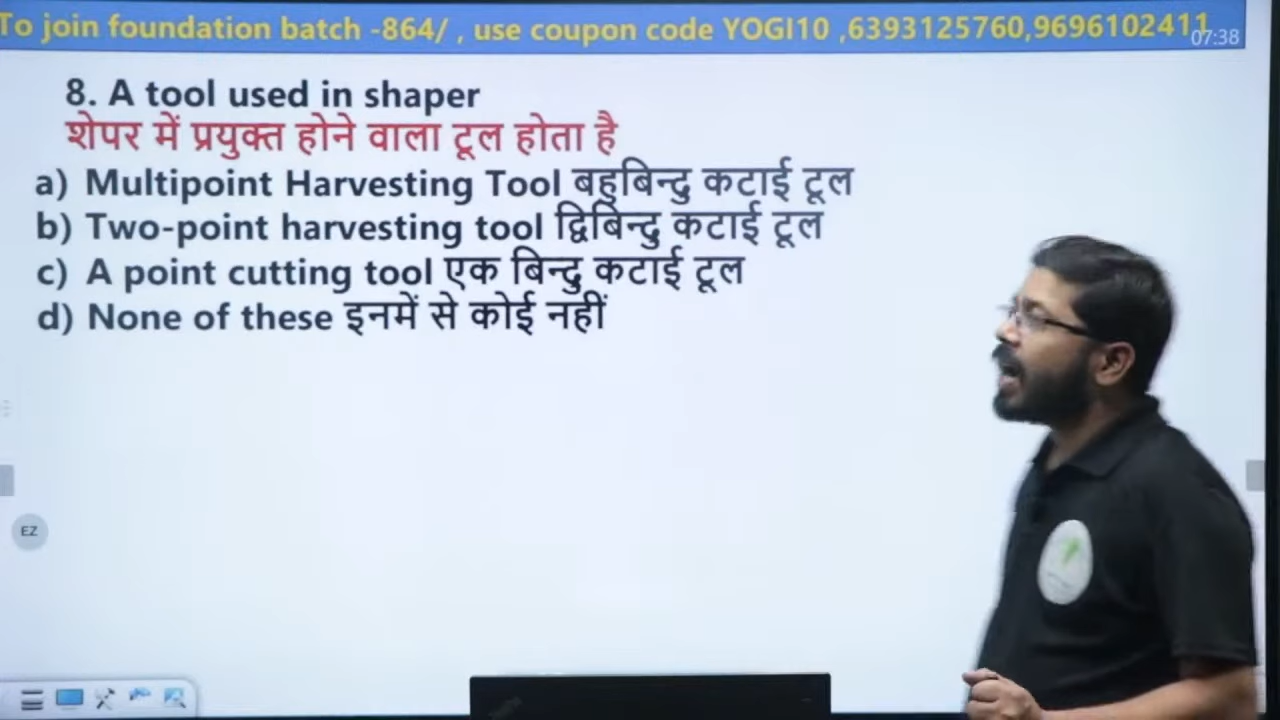 To join foundation batch -864/ , use coupon code YOGI10 ,6393125760,9696102411
07:38
8. A tool used in shaper
शेपर में प्रयुक्त होने वाला टूल होता है
a) Multipoint Harvesting Tool बहुबिन्दु कटाई टूल
b) Two-point harvesting tool द्विबिन्दु कटाई टूल
c) A point cutting tool एक बिन्दु कटाई टूल
d) None of these इनमें से कोई नहीं
EZ